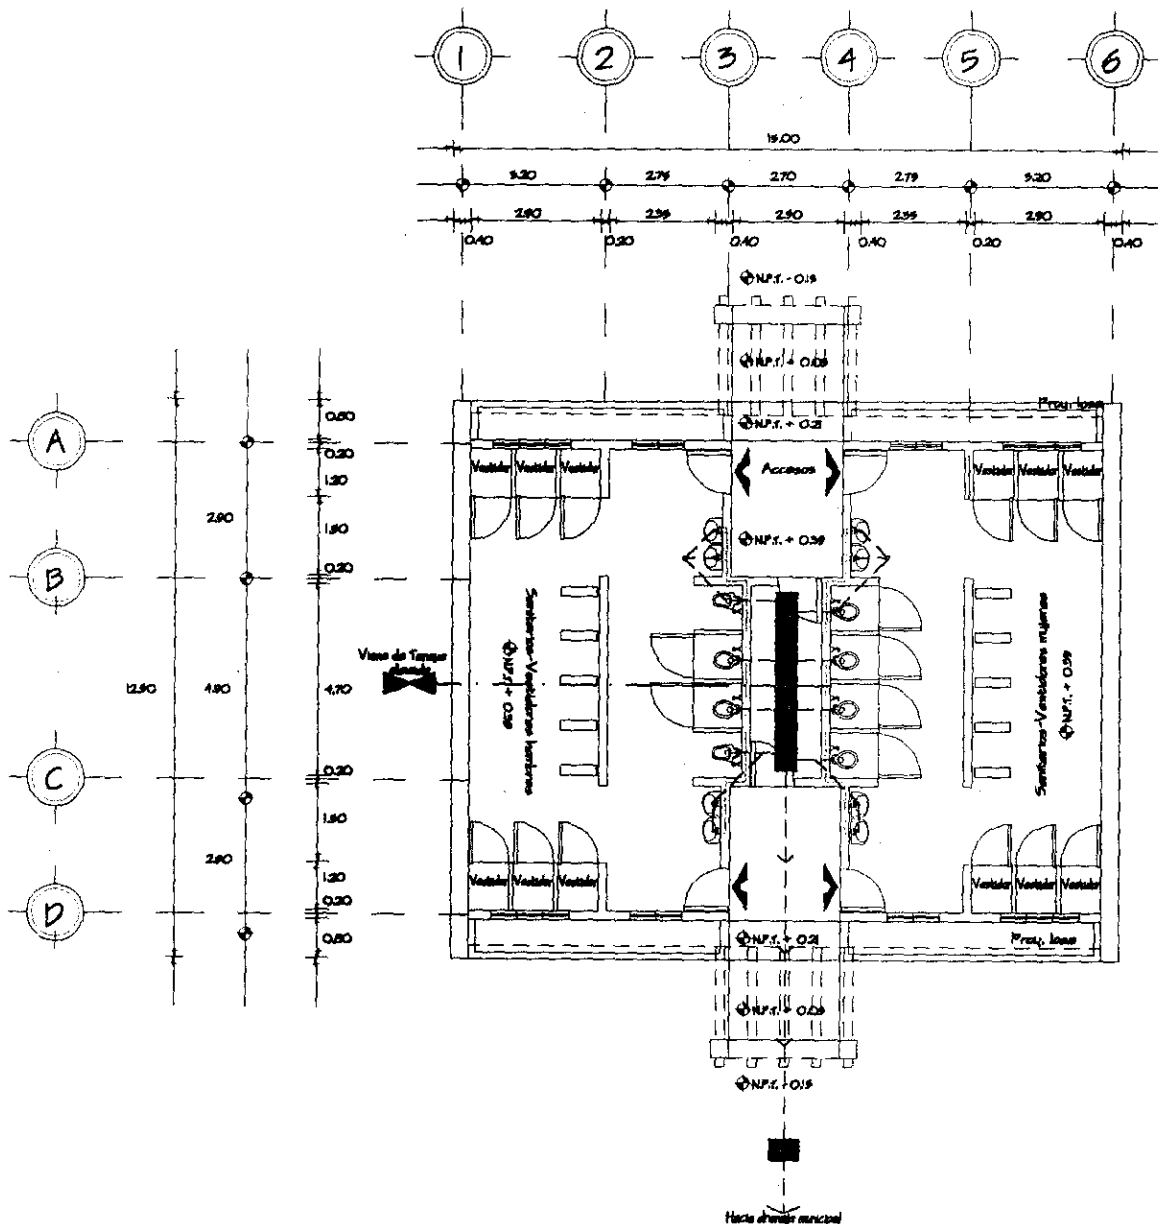 1 2 3 4 5 6
15.00
3.20 2.75 2.70 2.75 3.20
2.90 2.35 2.30 2.35 2.90
0.40 0.20 0.40 0.40 0.20 0.40
N.P.T. - 0.15
N.P.T. + 0.03
Proy. losa
N.P.T. + 0.21
A
0.80
0.20
Vestidor Vestidor Vestidor
Accesos
Vestidor Vestidor Vestidor
1.20
2.90
1.30
N.P.T. + 0.39
B
0.20
Viene de Tanque
elevado
Sanitarios-Vestidores hombres
N.P.T. + 0.39
Sanitarios-Vestidores mujeres
N.P.T. + 0.39
12.90
4.90
4.70
C
0.20
1.30
2.90
1.20
Vestidor Vestidor Vestidor
Vestidor Vestidor Vestidor
D
0.20
0.80
N.P.T. + 0.21
Proy. losa
N.P.T. + 0.03
N.P.T. - 0.15
Hacia drenaje municipal